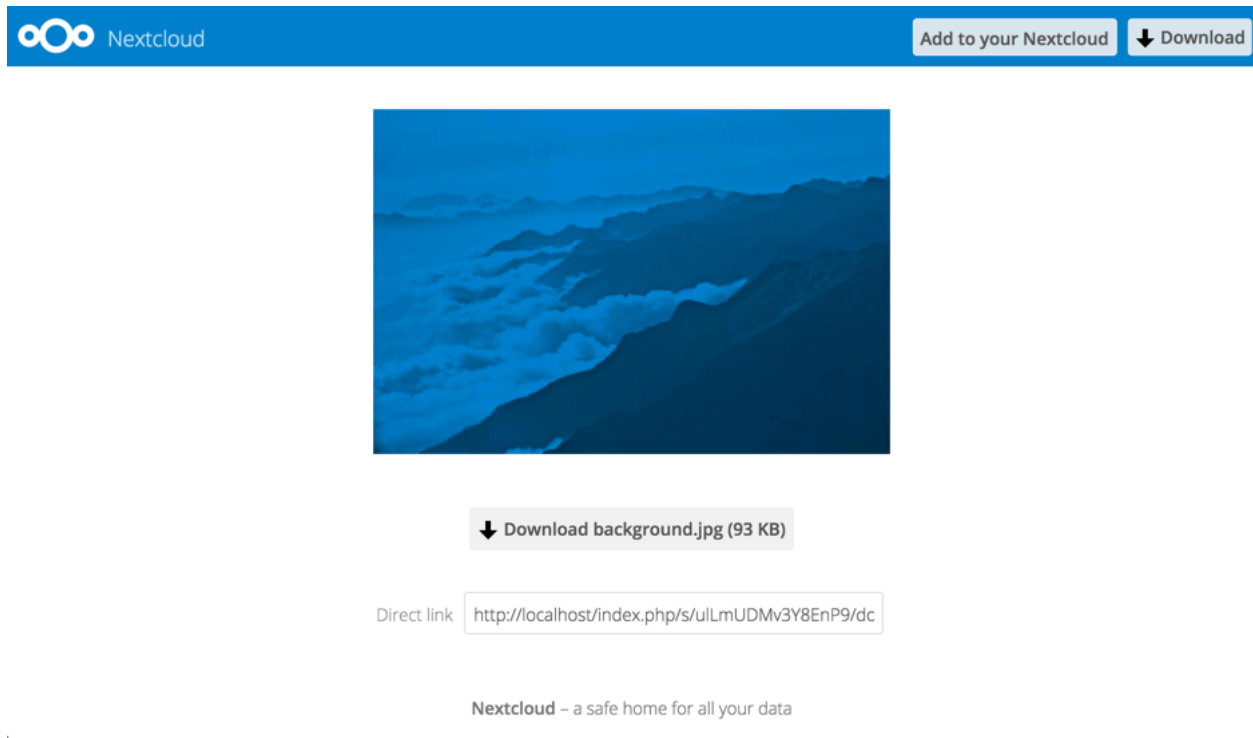 Nextcloud
Add to your Nextcloud
Download
Download background.jpg (93 KB)
Direct link http://localhost/index.php/s/ulLmUDMv3Y8EnP9/dc
Nextcloud – a safe home for all your data